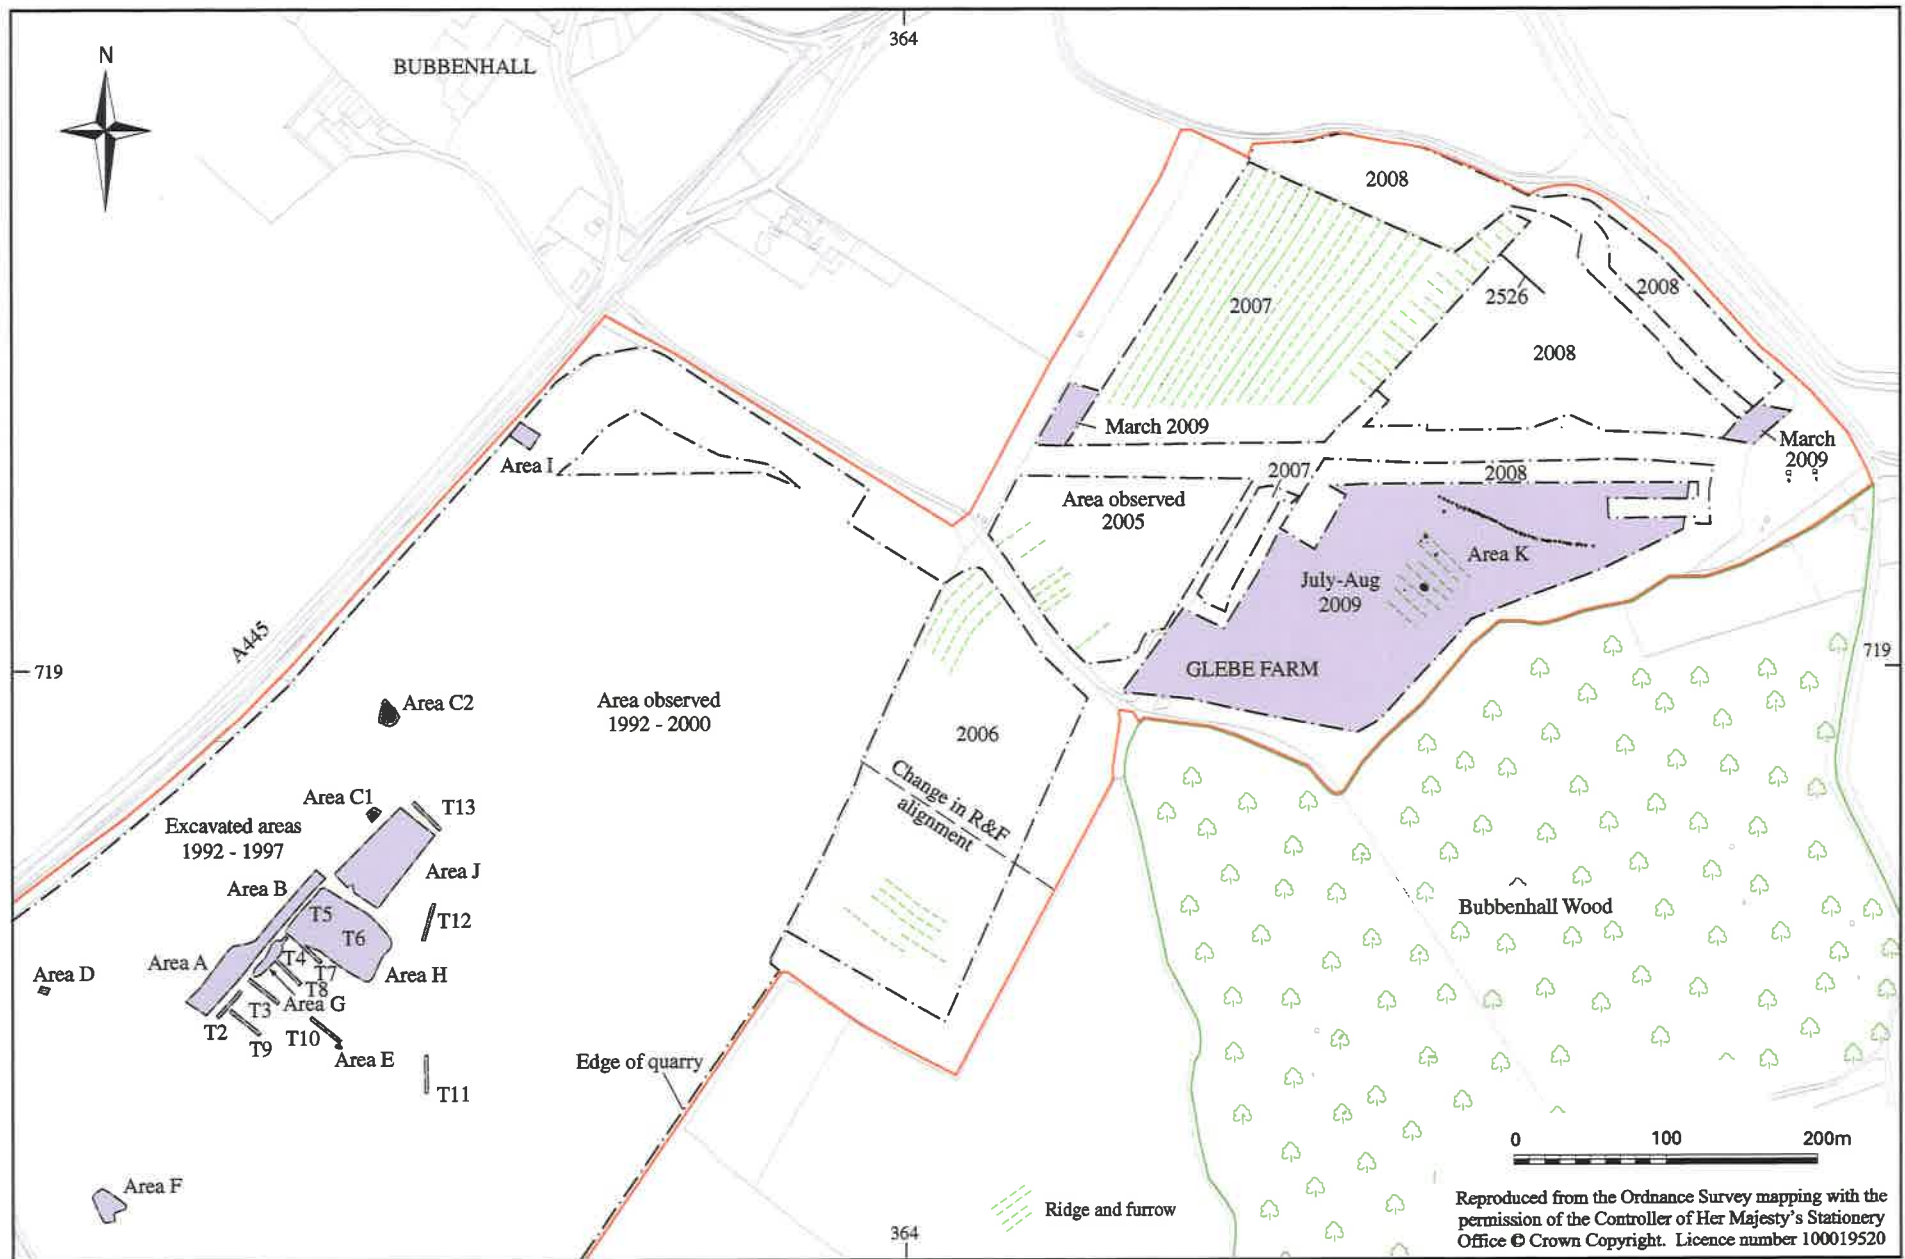 N
BUBBENHALL
364
2008
2007
2526
2008
2008
March 2009
March
2009
Area I
2007
2008
Area observed
2005
Area K
July-Aug
2009
A445
719
GLEBE FARM
719
Area C2
Area observed
1992 - 2000
2006
Change in R&F
alignment
Area C1
T13
Excavated areas
1992 - 1997
Area B
Area J
T5
T12
T6
Bubbenhall Wood
Area A
T4
T7
Area D
Area H
T8
T3
Area G
T2
T9
T10
Area E
Edge of quarry
T11
0 100 200m
Area F
Ridge and furrow
364
Reproduced from the Ordnance Survey mapping with the
permission of the Controller of Her Majesty's Stationery
Office © Crown Copyright. Licence number 100019520